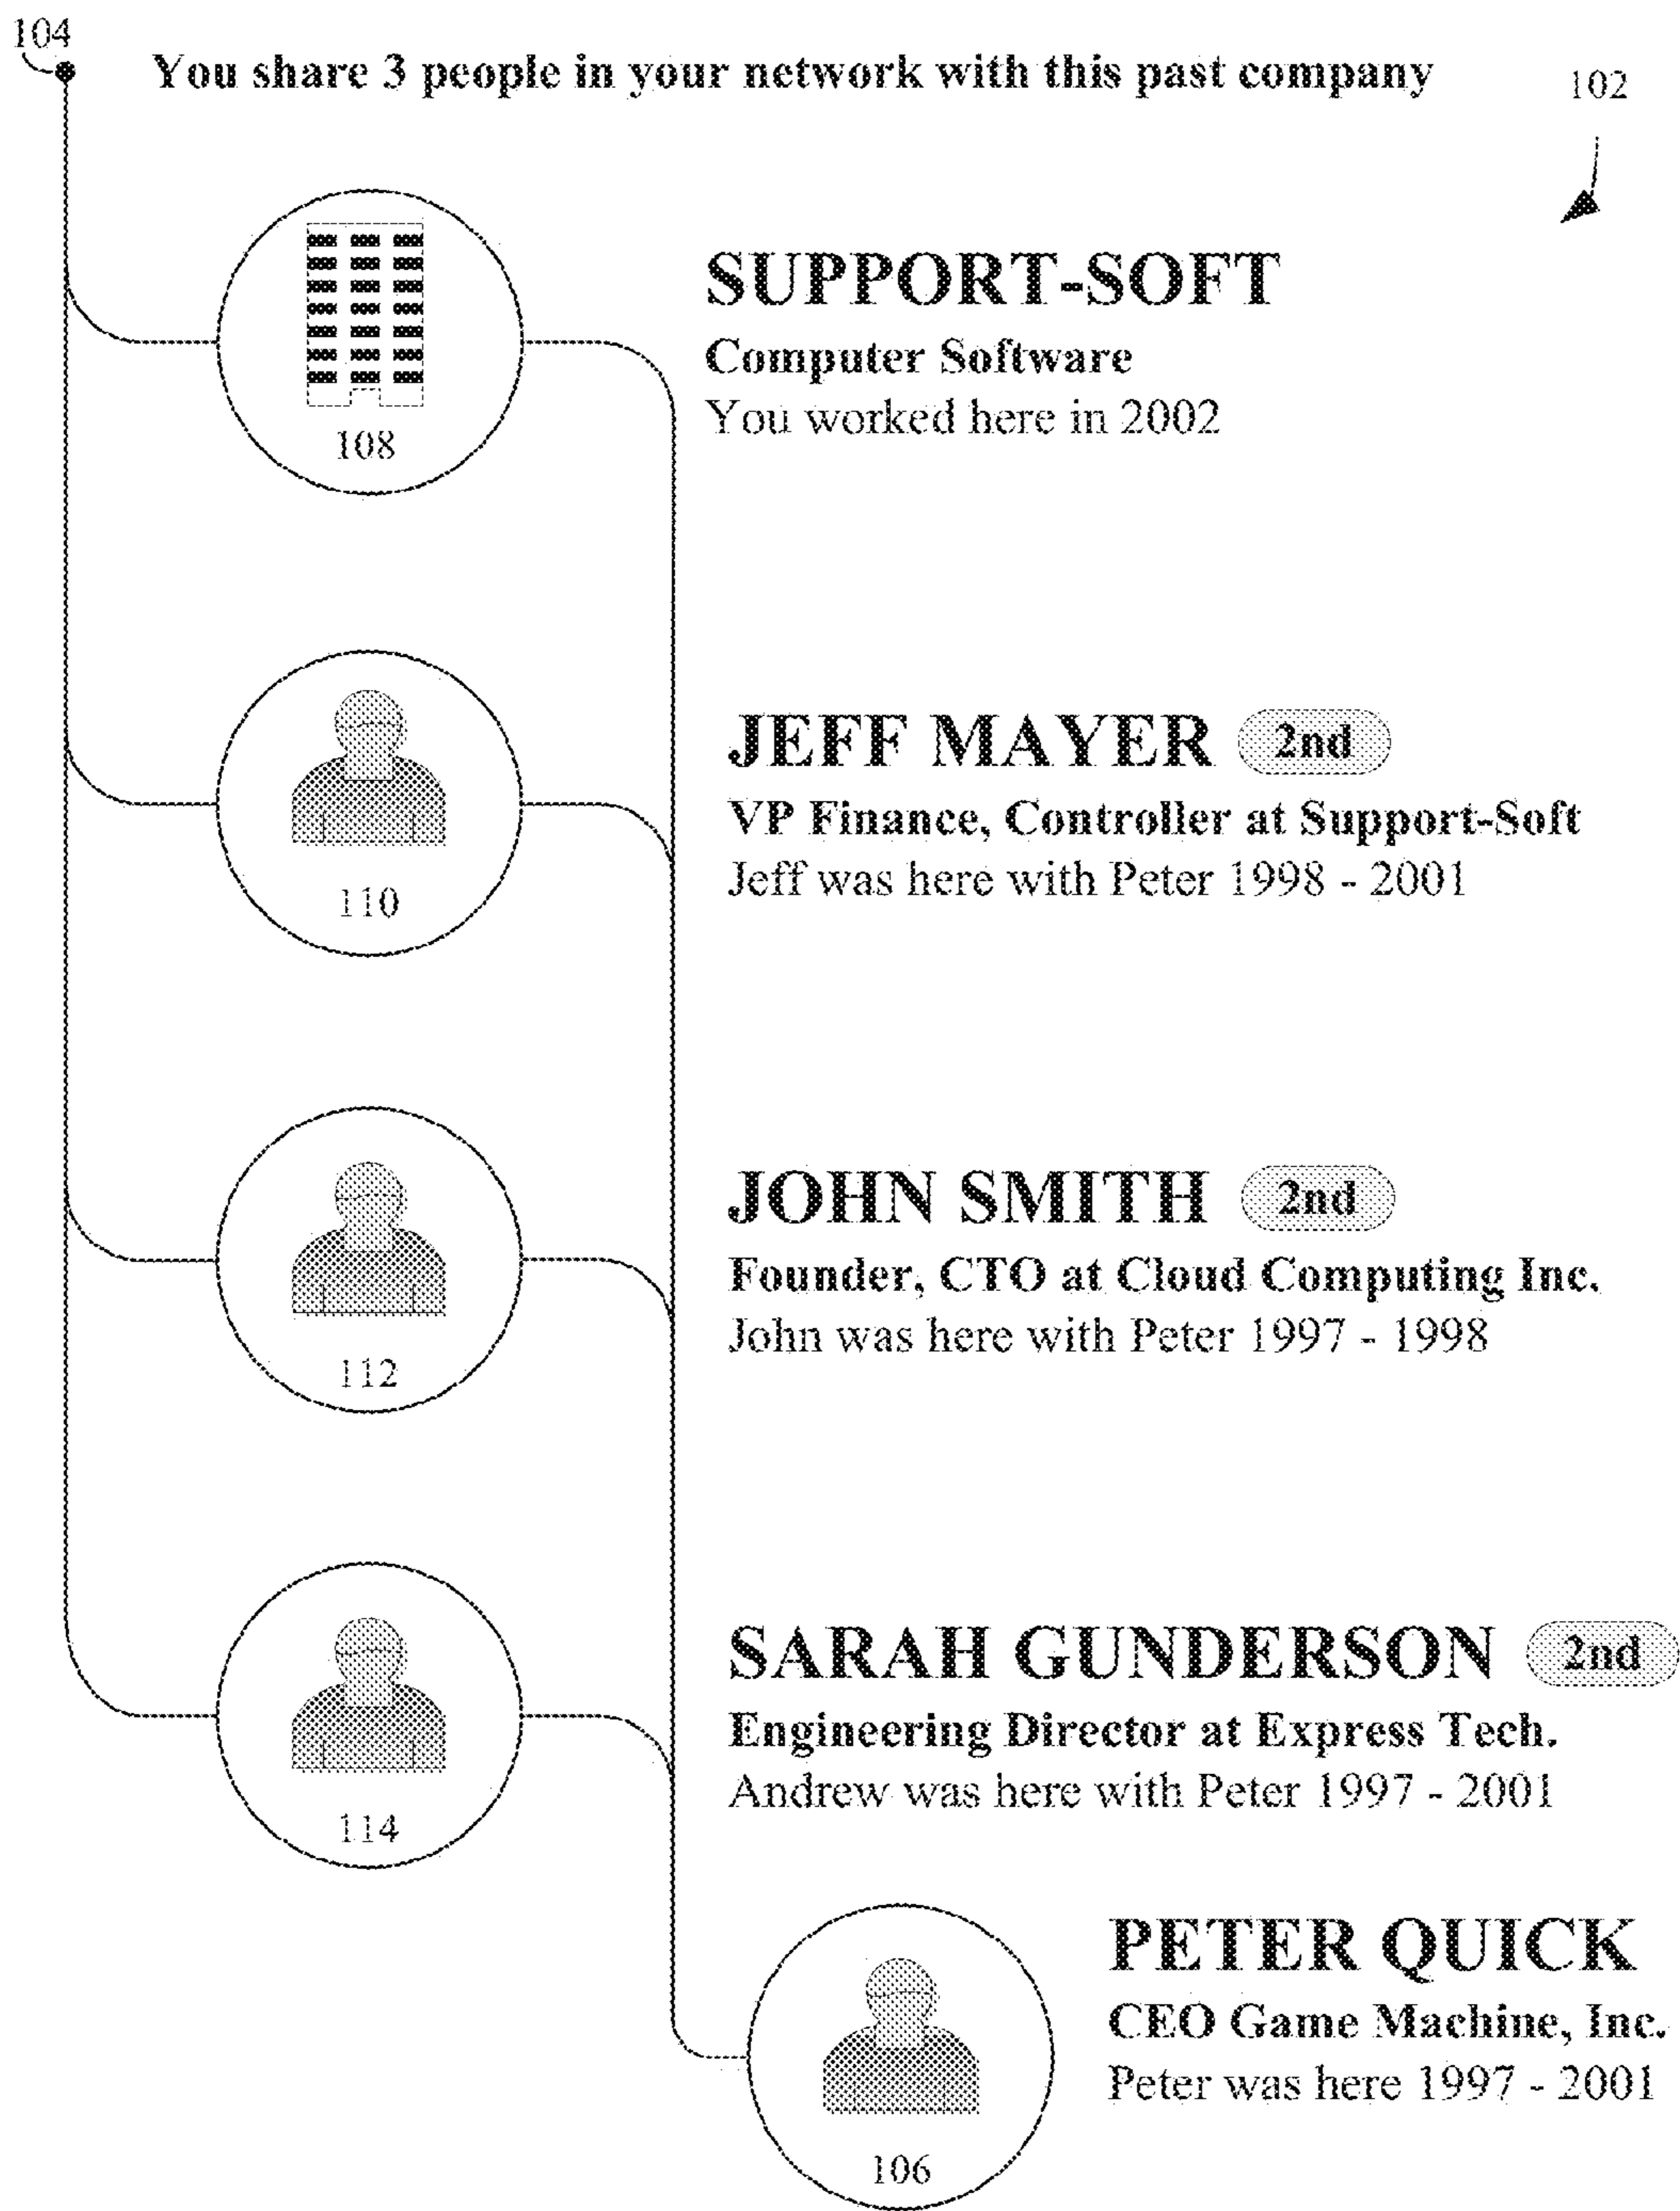 104
You share 3 people in your network with this past company
102
SUPPORT-SOFT
Computer Software
You worked here in 2002
108
JEFF MAYER 2nd
VP Finance, Controller at Support-Soft
Jeff was here with Peter 1998 - 2001
110
JOHN SMITH 2nd
Founder, CTO at Cloud Computing Inc.
John was here with Peter 1997 - 1998
112
SARAH GUNDERSON 2nd
Engineering Director at Express Tech.
Andrew was here with Peter 1997 - 2001
114
PETER QUICK
CEO Game Machine, Inc.
Peter was here 1997 - 2001
106